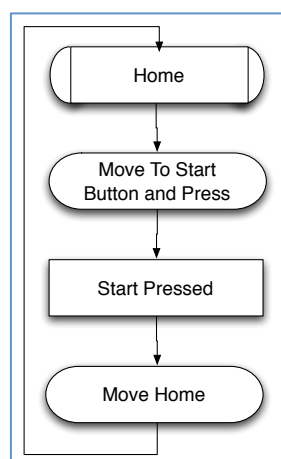 Home
Move To Start
Button and Press
Start Pressed
Move Home